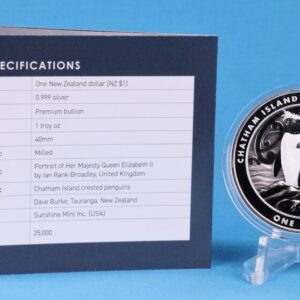 ECIFICATIONS
One New Zealand dollar (NZ $1)
0.999 silver
Premium bullion
1 troy oz
40mm
Milled
Portrait of Her Majesty Queen Elizabeth II
by Ian Rank-Broadley, United Kingdom
Chatham Island crested penguins
Dave Burke, Tauranga, New Zealand
Sunshine Mint Inc. (USA)
25,000
CHATHAM ISLAND
ONE